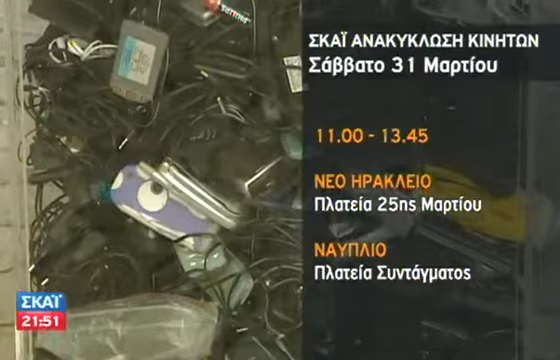 ΣΚΑΪ ΑΝΑΚΥΚΛΩΣΗ ΚΙΝΗΤΩΝ
Σάββατο 31 Μαρτίου
11.00 - 13.45
ΝΕΟ ΗΡΑΚΛΕΙΟ
Πλατεία 25ης Μαρτίου
ΝΑΥΠΛΙΟ
Πλατεία Συντάγματος
ΣΚΑΪ
21:51